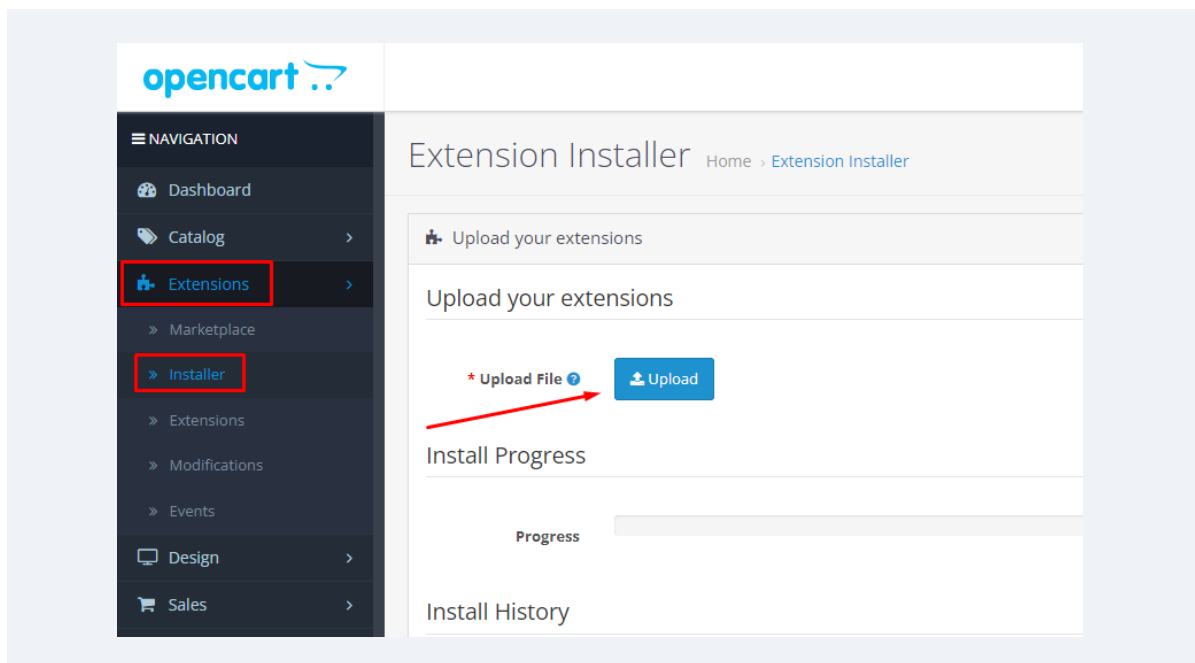 opencart
NAVIGATION
Dashboard
Catalog
Extensions
» Marketplace
» Installer
» Extensions
» Modifications
» Events
Design
Sales
Extension Installer Home › Extension Installer
Upload your extensions
Upload your extensions
* Upload File Upload
Install Progress
Progress
Install History